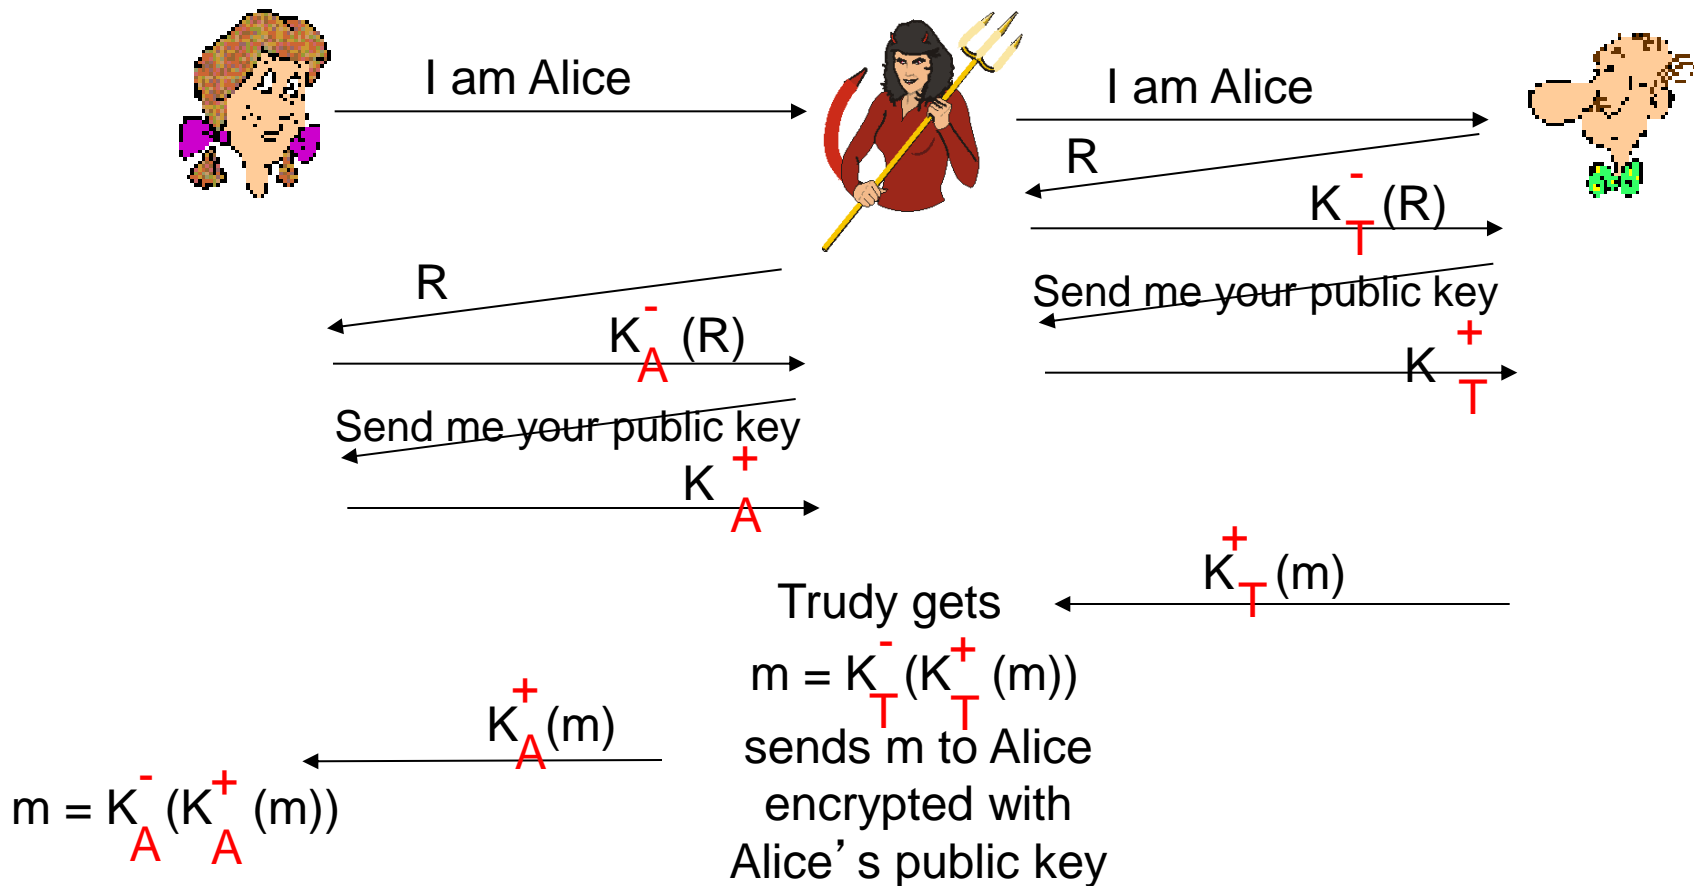 I am Alice
I am Alice
R
K-T(R)
R
Send me your public key
K-A(R)
K+T
Send me your public key
K+A
K+T(m)
Trudy gets
m = K-T(K+T(m))
K+A(m)
sends m to Alice
m = K-A(K+A(m))
encrypted with
Alice’s public key